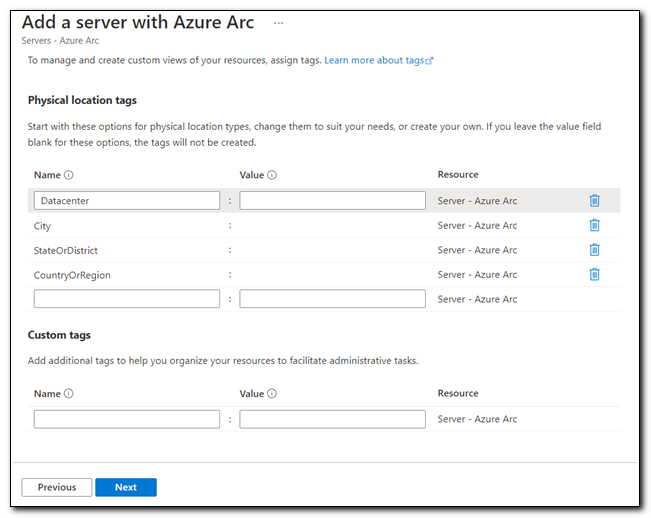 Add a server with Azure Arc ...
Servers - Azure Arc
To manage and create custom views of your resources, assign tags. Learn more about tags
Physical location tags
Start with these options for physical location types, change them to suit your needs, or create your own. If you leave the value field
blank for these options, the tags will not be created.
Name Value Resource
Datacenter : Server - Azure Arc
City : Server - Azure Arc
StateOrDistrict : Server - Azure Arc
CountryOrRegion : Server - Azure Arc
: Server - Azure Arc
Custom tags
Add additional tags to help you organize your resources to facilitate administrative tasks.
Name Value Resource
: Server - Azure Arc
Previous Next